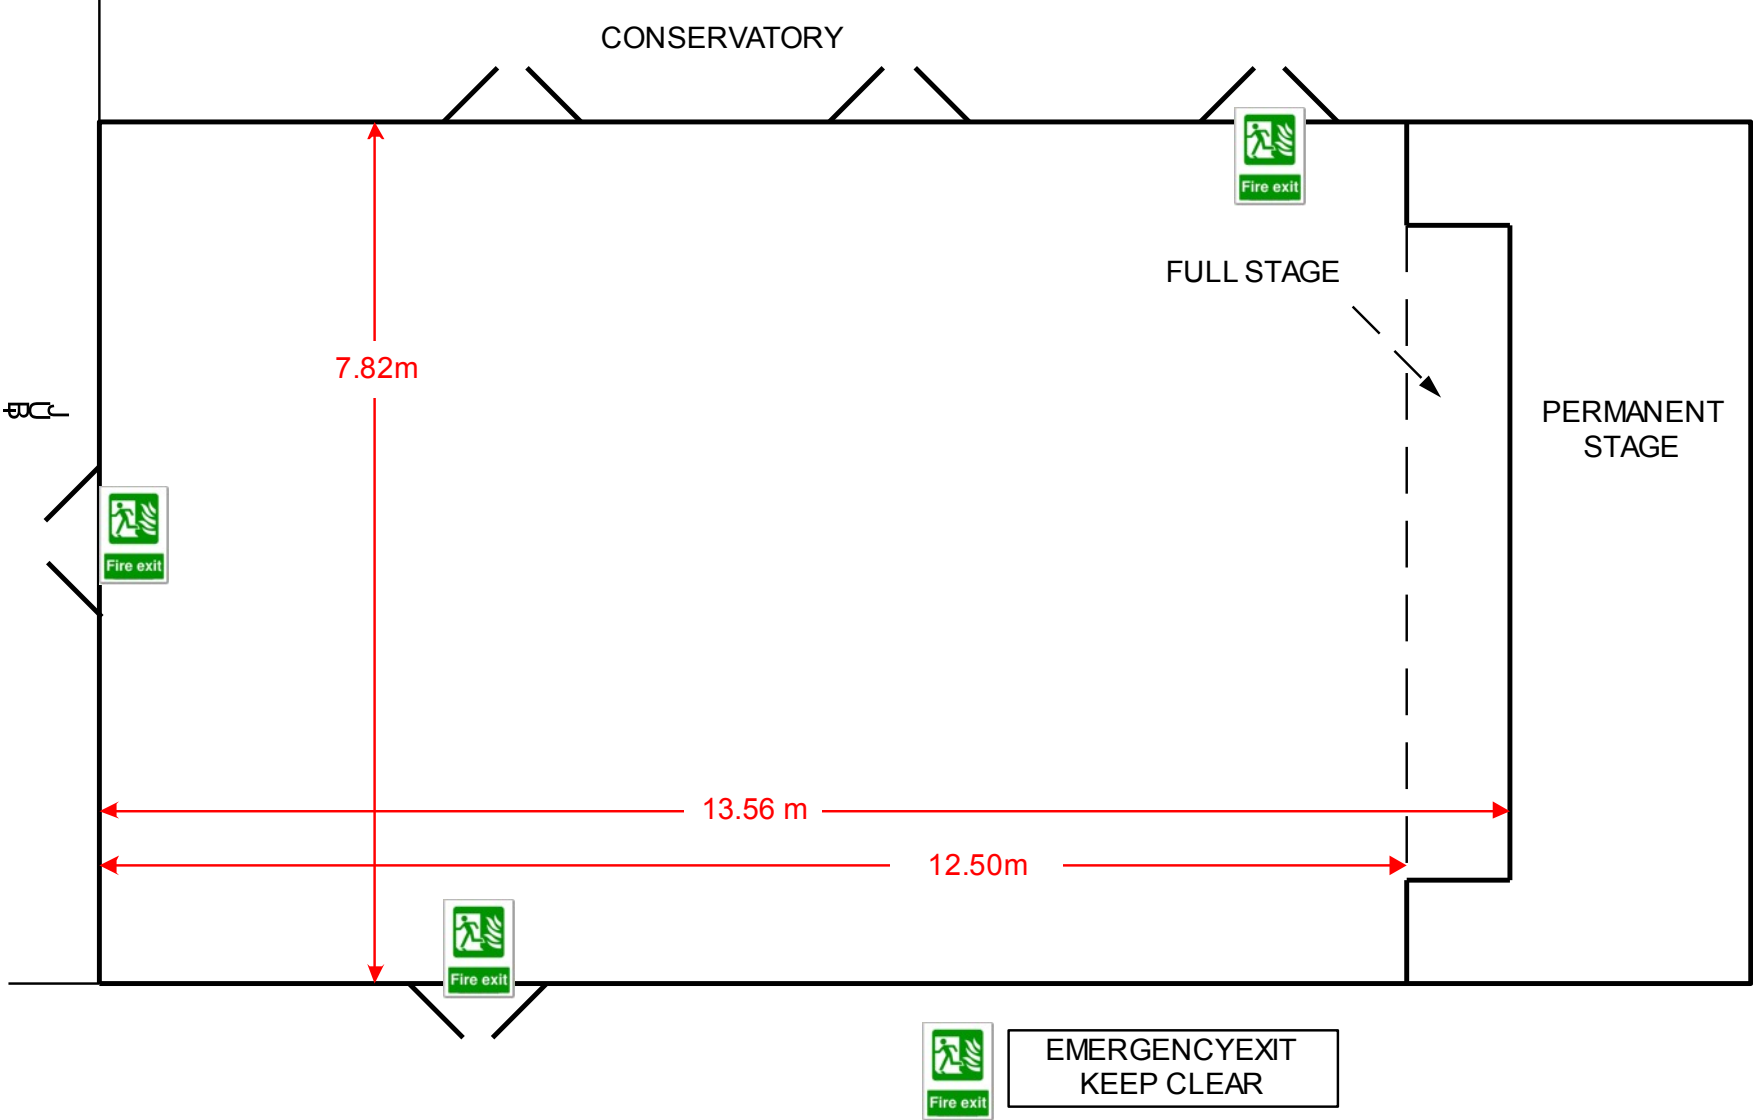 CONSERVATORY
Fire exit
FULL STAGE
7.82m
PERMANENT
STAGE
Fire exit
13.56 m
12.50m
Fire exit
EMERGENCYEXIT
KEEP CLEAR
Fire exit